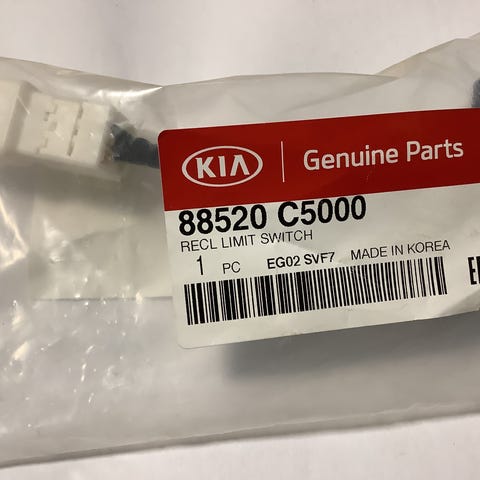 KIA Genuine Parts
88520 C5000
RECL LIMIT SWITCH
1 PC EG02 SVF7 MADE IN KOREA